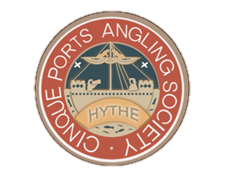 CINQUE PORTS ANGLING SOCIETY
HYTHE